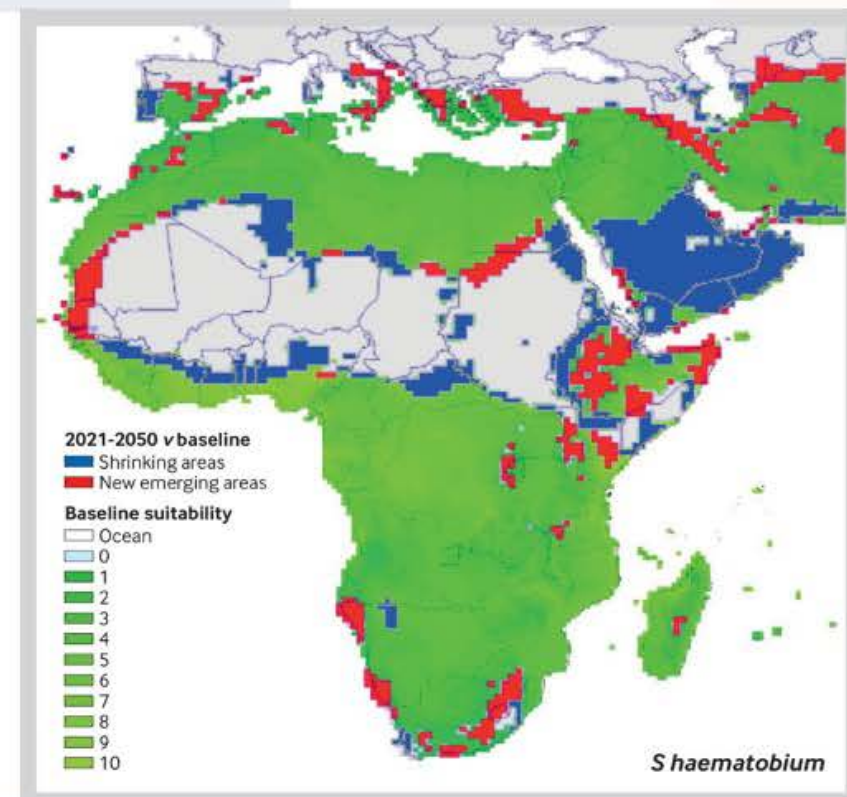 2021-2050 v baseline
Shrinking areas
New emerging areas
Baseline suitability
Ocean
0
1
2
3
4
5
6
7
8
9
10
S haematobium